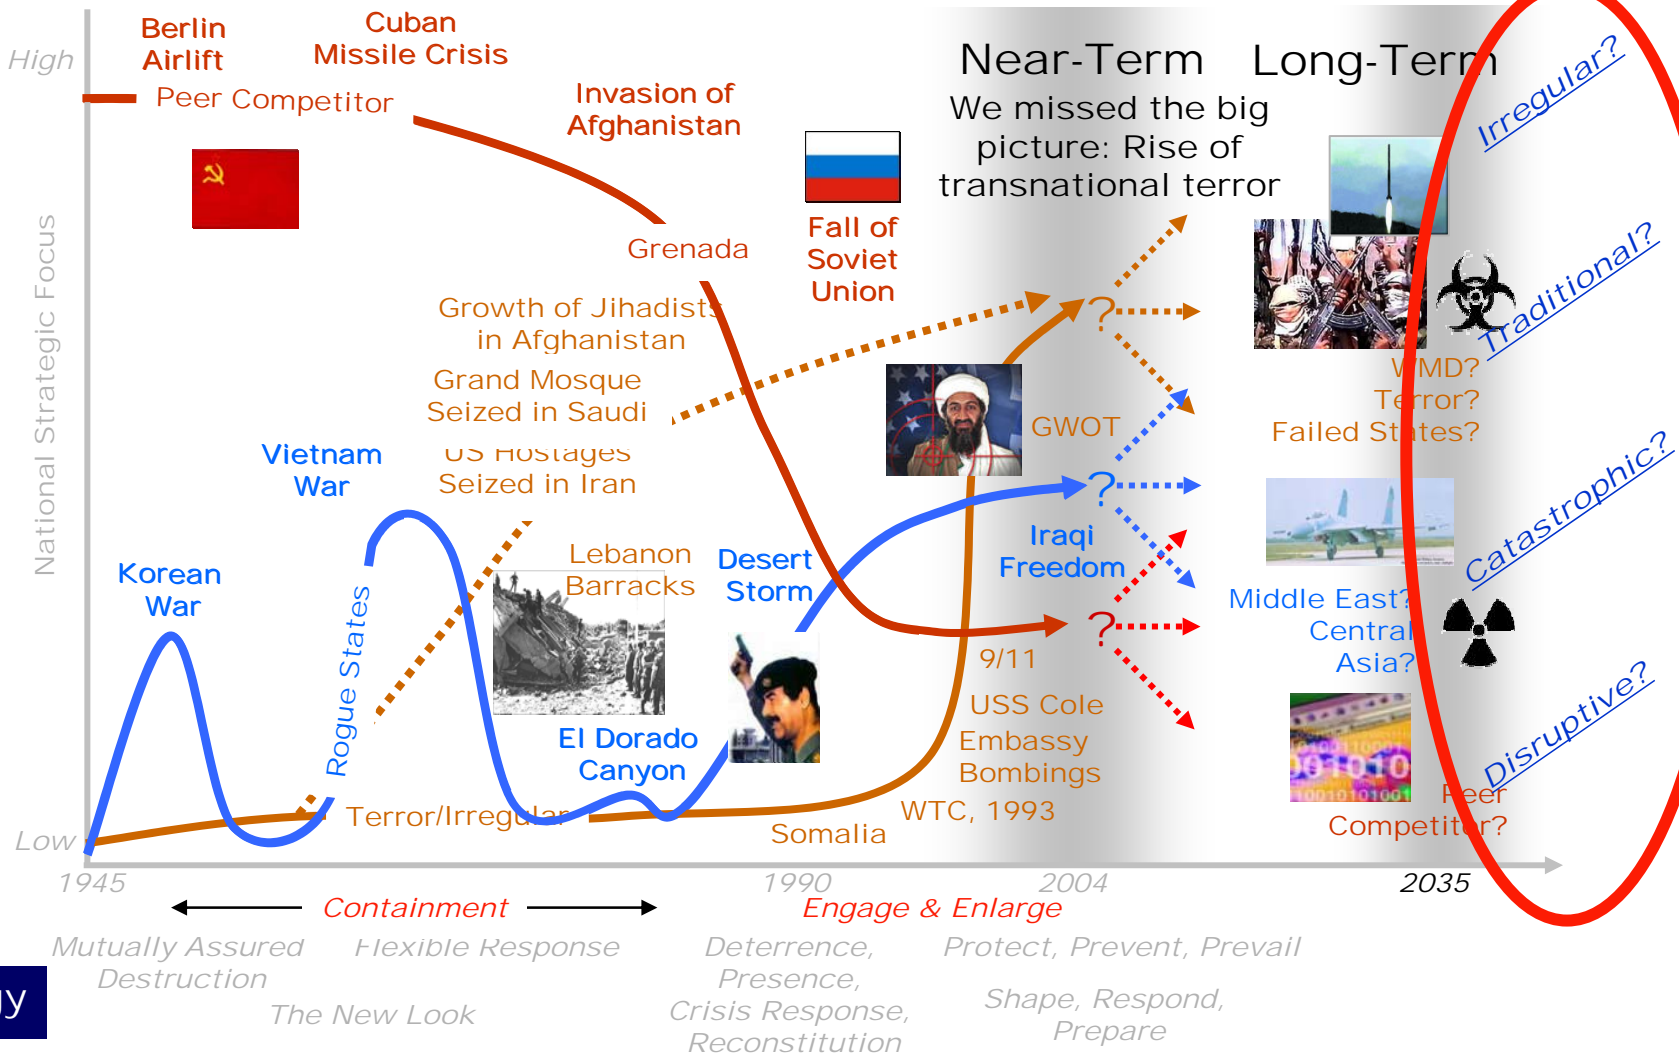 Berlin
Airlift
Cuban
Missile Crisis
High
Peer Competitor
Invasion of
Afghanistan
Near-Term
We missed the big
picture: Rise of
transnational terror
Long-Term
Irregular?
Traditional?
Catastrophic?
Disruptive?
National Strategic Focus
Grenada
Fall of
Soviet
Union
Growth of Jihadists
in Afghanistan
Grand Mosque
Seized in Saudi
US Hostages
Seized in Iran
Vietnam
War
Korean
War
Rogue States
Lebanon
Barracks
Desert
Storm
El Dorado
Canyon
?
GWOT
?
Iraqi
Freedom
?
WMD?
Terror?
Failed States?
Middle East?
Central
Asia?
Peer
Competitor?
9/11
USS Cole
Embassy
Bombings
WTC, 1993
Somalia
Terror/Irregular
Low
1945
1990
2004
2035
Containment
Engage & Enlarge
Mutually Assured
Destruction
Flexible Response
The New Look
Deterrence,
Presence,
Crisis Response,
Reconstitution
Protect, Prevent, Prevail
Shape, Respond,
Prepare
gy
001010